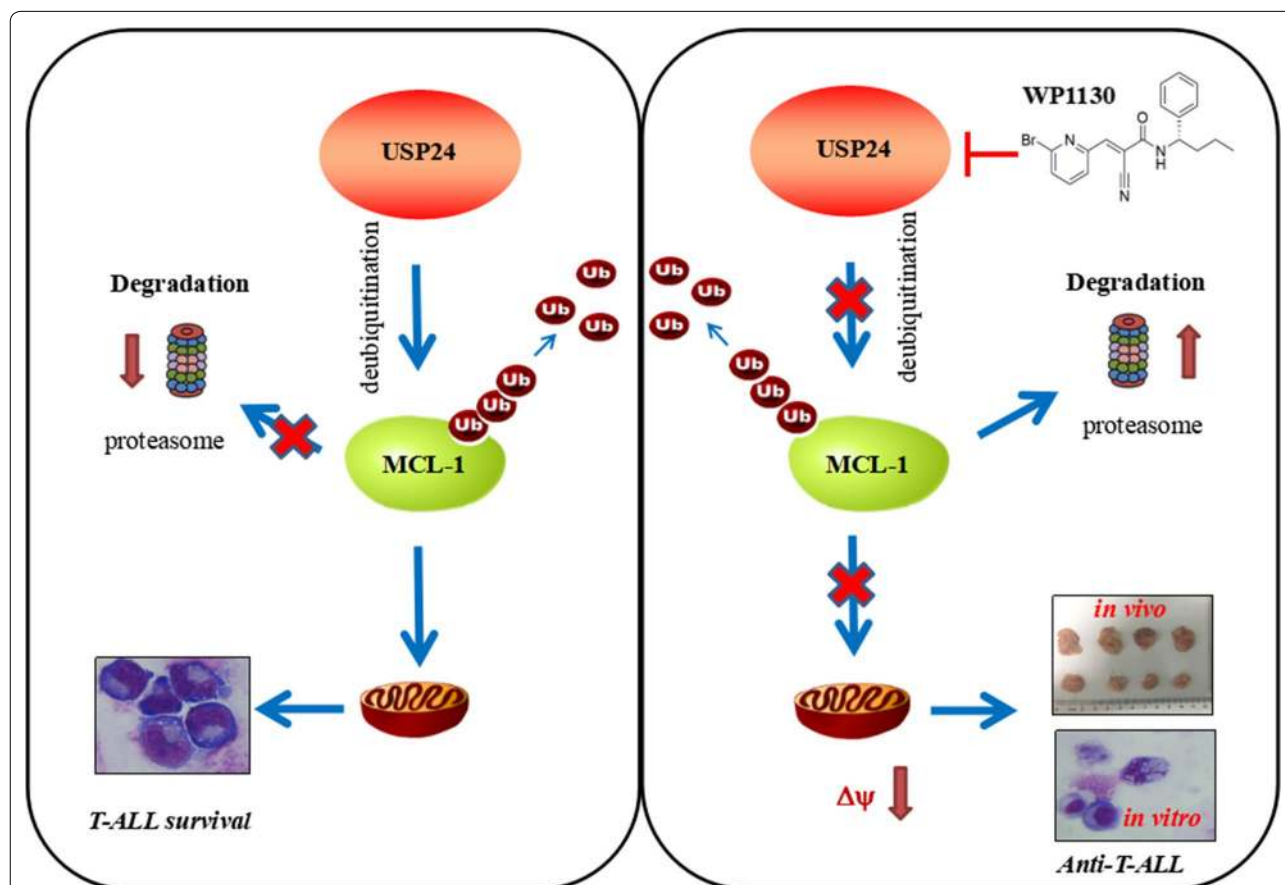 USP24
deubiquitination
Degradation
proteasome
Ub
Ub
Ub
Ub
Ub
Ub
MCL-1
T-ALL survival
WP1130
Br
N
O
N
H
N
USP24
deubiquitination
Degradation
proteasome
Ub
Ub
Ub
Ub
Ub
Ub
MCL-1
Δψ
in vivo
in vitro
Anti-T-ALL